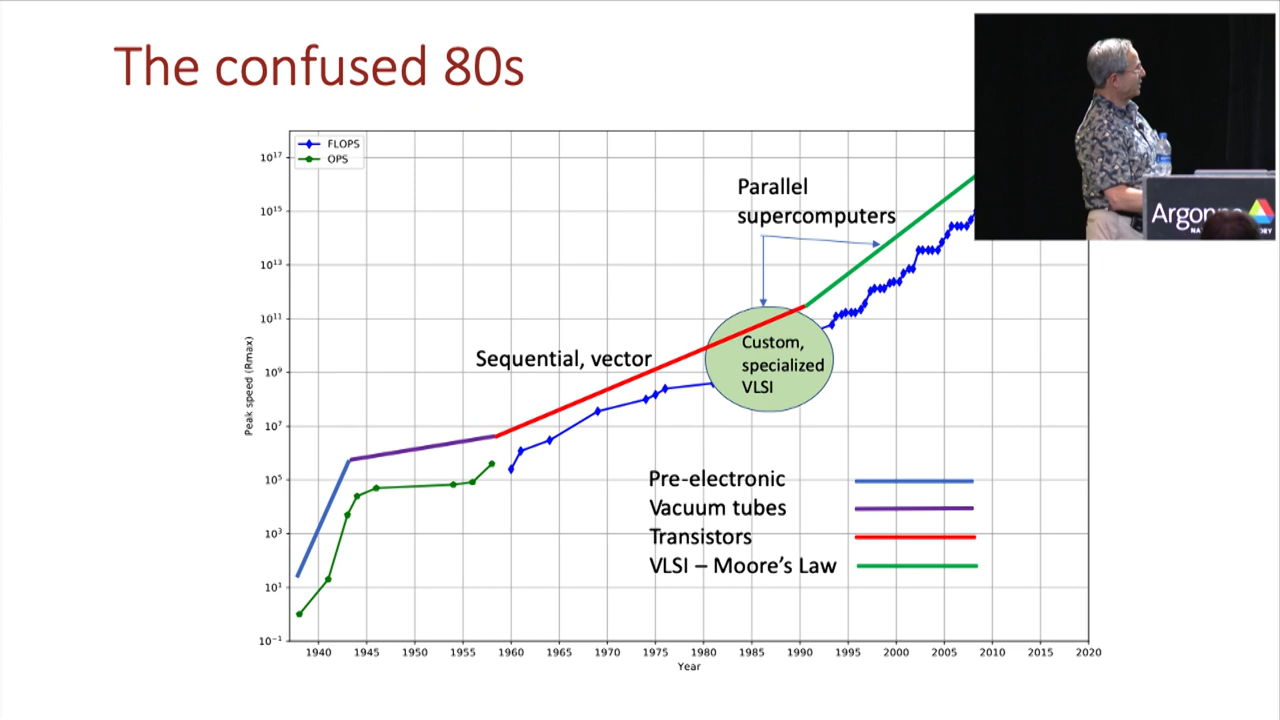 The confused 80s
FLOPS
OPS
10¹⁷
10¹⁵
10¹³
10¹¹
10⁹
10⁷
10⁵
10³
10¹
10⁻¹
Peak speed (Rmax)
Parallel
supercomputers
Sequential, vector
Custom,
specialized
VLSI
Pre-electronic
Vacuum tubes
Transistors
VLSI – Moore's Law
1940 1945 1950 1955 1960 1965 1970 1975 1980 1985 1990 1995 2000 2005 2010 2015 2020
Year